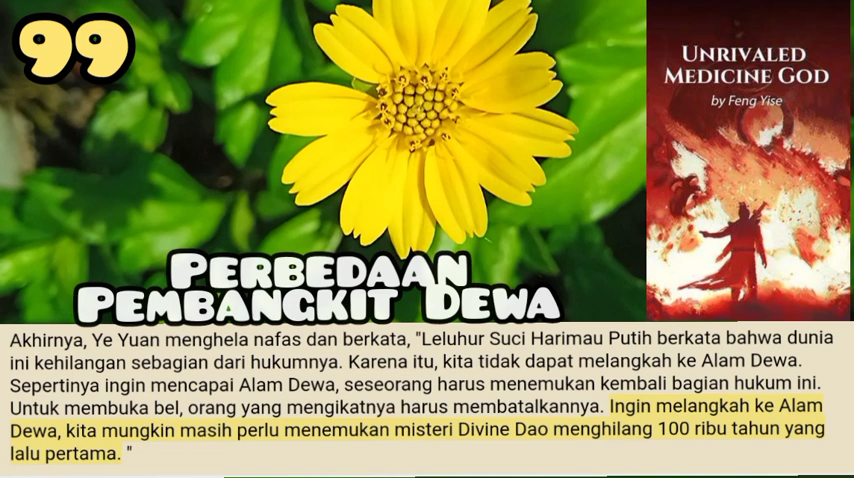 99
UNRIVALED
MEDICINE GOD
by Feng Yise
PERBEDAAN
PEMBANGKIT DEWA
Akhirnya, Ye Yuan menghela nafas dan berkata, "Leluhur Suci Harimau Putih berkata bahwa dunia
ini kehilangan sebagian dari hukumnya. Karena itu, kita tidak dapat melangkah ke Alam Dewa.
Sepertinya ingin mencapai Alam Dewa, seseorang harus menemukan kembali bagian hukum ini.
Untuk membuka bel, orang yang mengikatnya harus membatalkannya. Ingin melangkah ke Alam
Dewa, kita mungkin masih perlu menemukan misteri Divine Dao menghilang 100 ribu tahun yang
lalu pertama. "